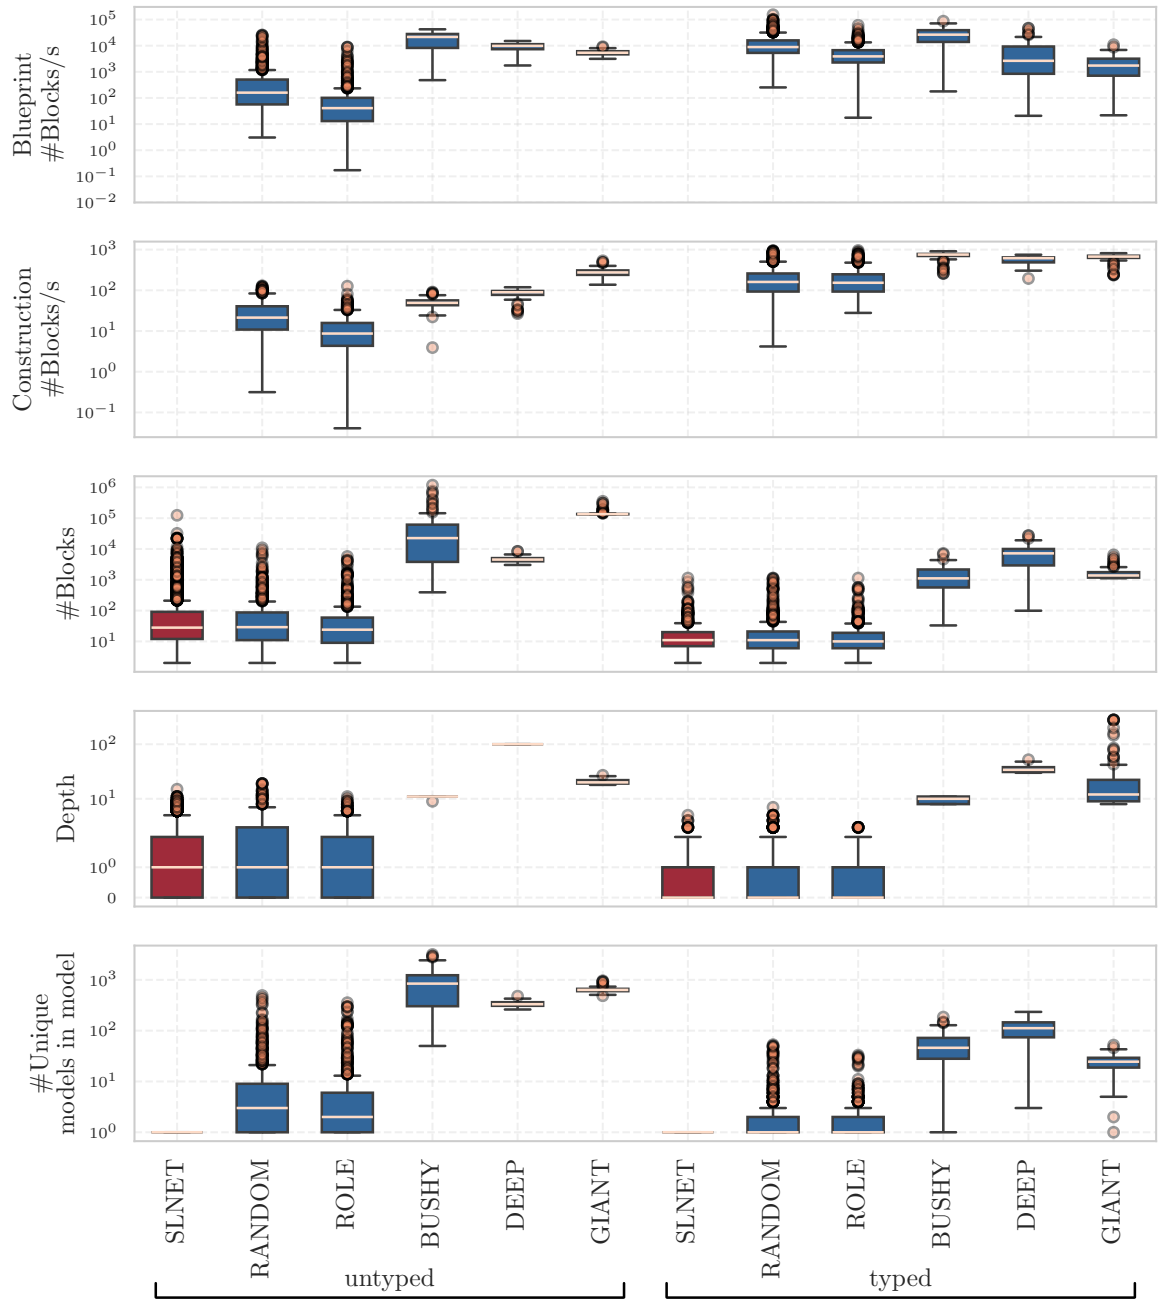 Blueprint
#Blocks/s
10^5
10^4
10^3
10^2
10^1
10^0
10^-1
10^-2
Construction
#Blocks/s
10^3
10^2
10^1
10^0
10^-1
#Blocks
10^6
10^5
10^4
10^3
10^2
10^1
Depth
10^2
10^1
10^0
0
#Unique
models in model
10^3
10^2
10^1
10^0
SLNET
RANDOM
ROLE
BUSHY
DEEP
GIANT
SLNET
RANDOM
ROLE
BUSHY
DEEP
GIANT
untyped
typed